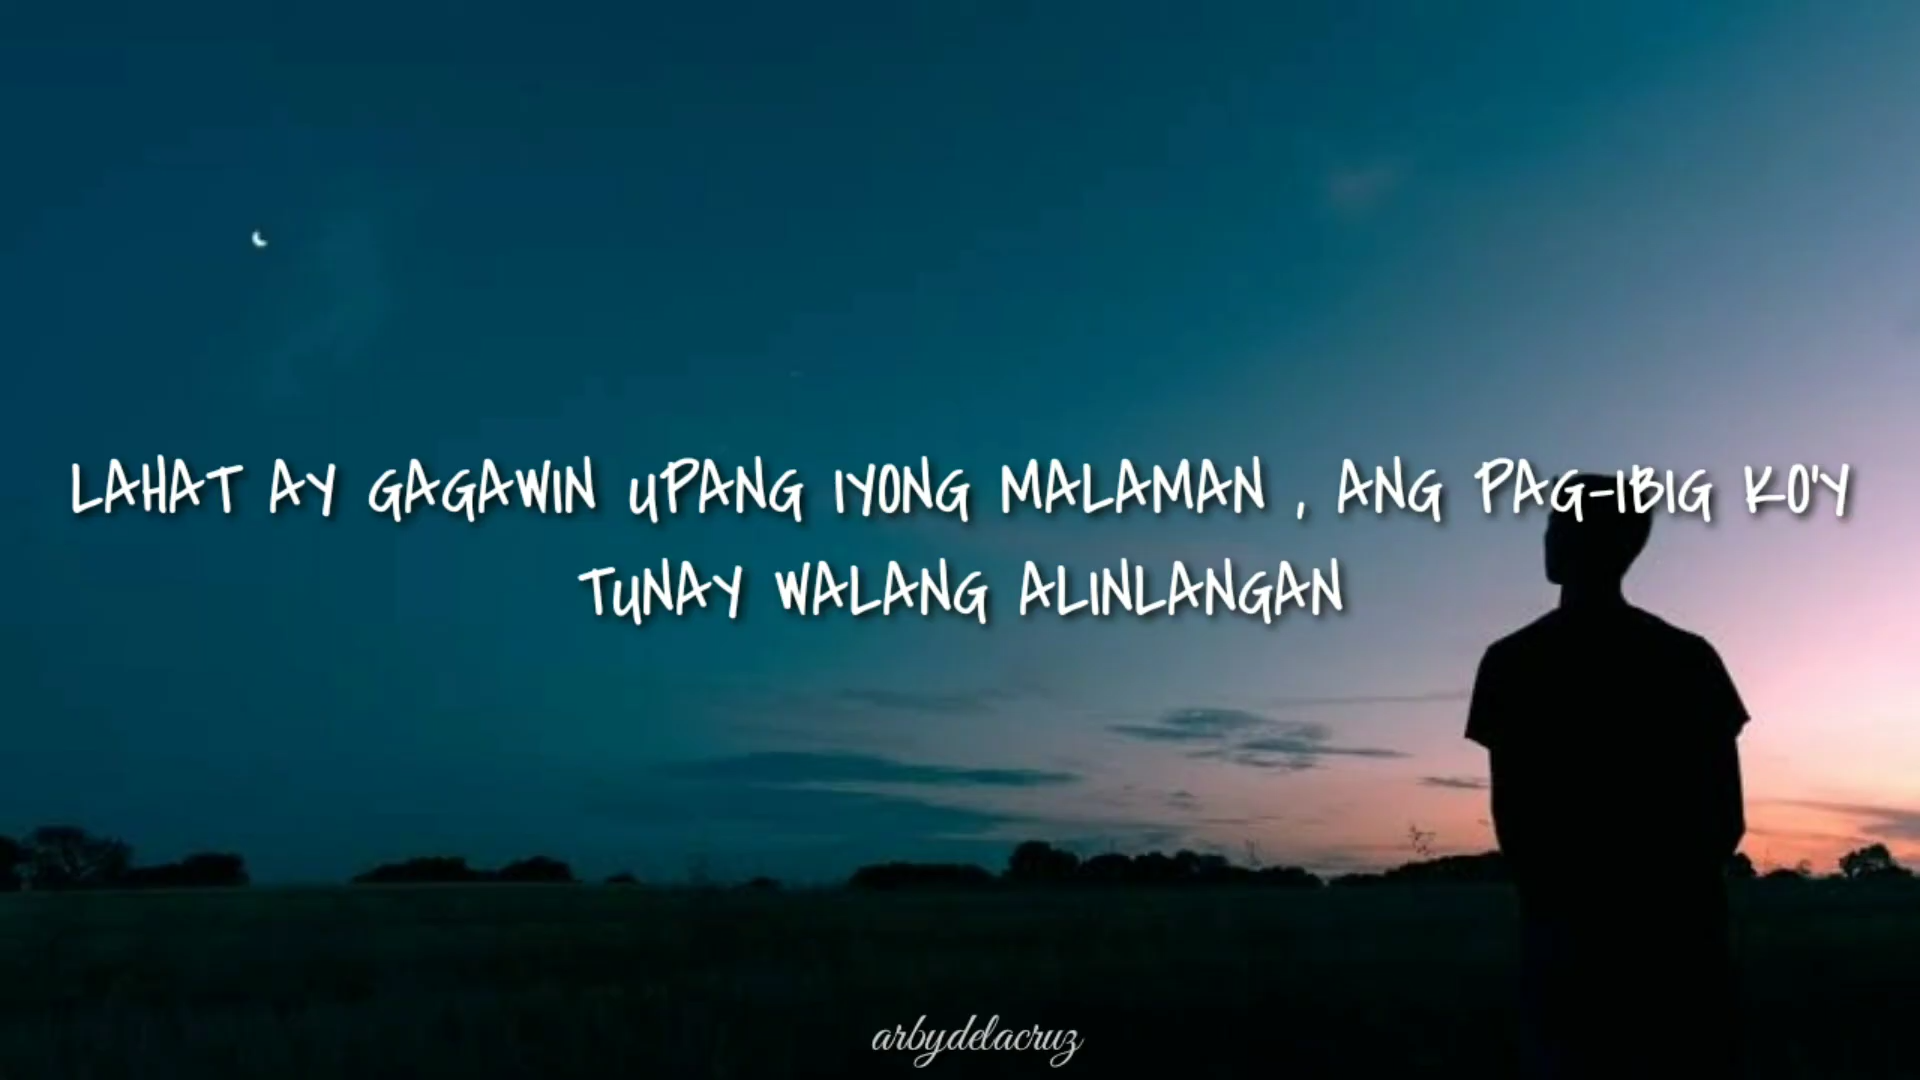 LAHAT AY GAGAWIN UPANG IYONG MALAMAN , ANG PAG-IBIG KO'Y
TUNAY WALANG ALINLANGAN
arbydelacruz